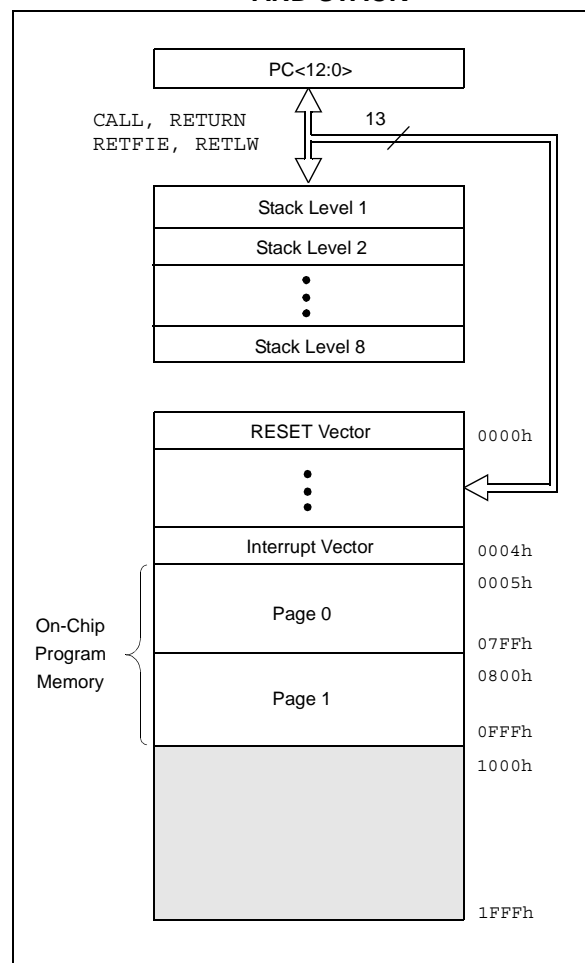 AND STACK
PC<12:0>
CALL, RETURN
RETFIE, RETLW
13
Stack Level 1
Stack Level 2
Stack Level 8
RESET Vector
0000h
Interrupt Vector
0004h
0005h
Page 0
07FFh
On-Chip
Program
Memory
0800h
Page 1
0FFFh
1000h
1FFFh